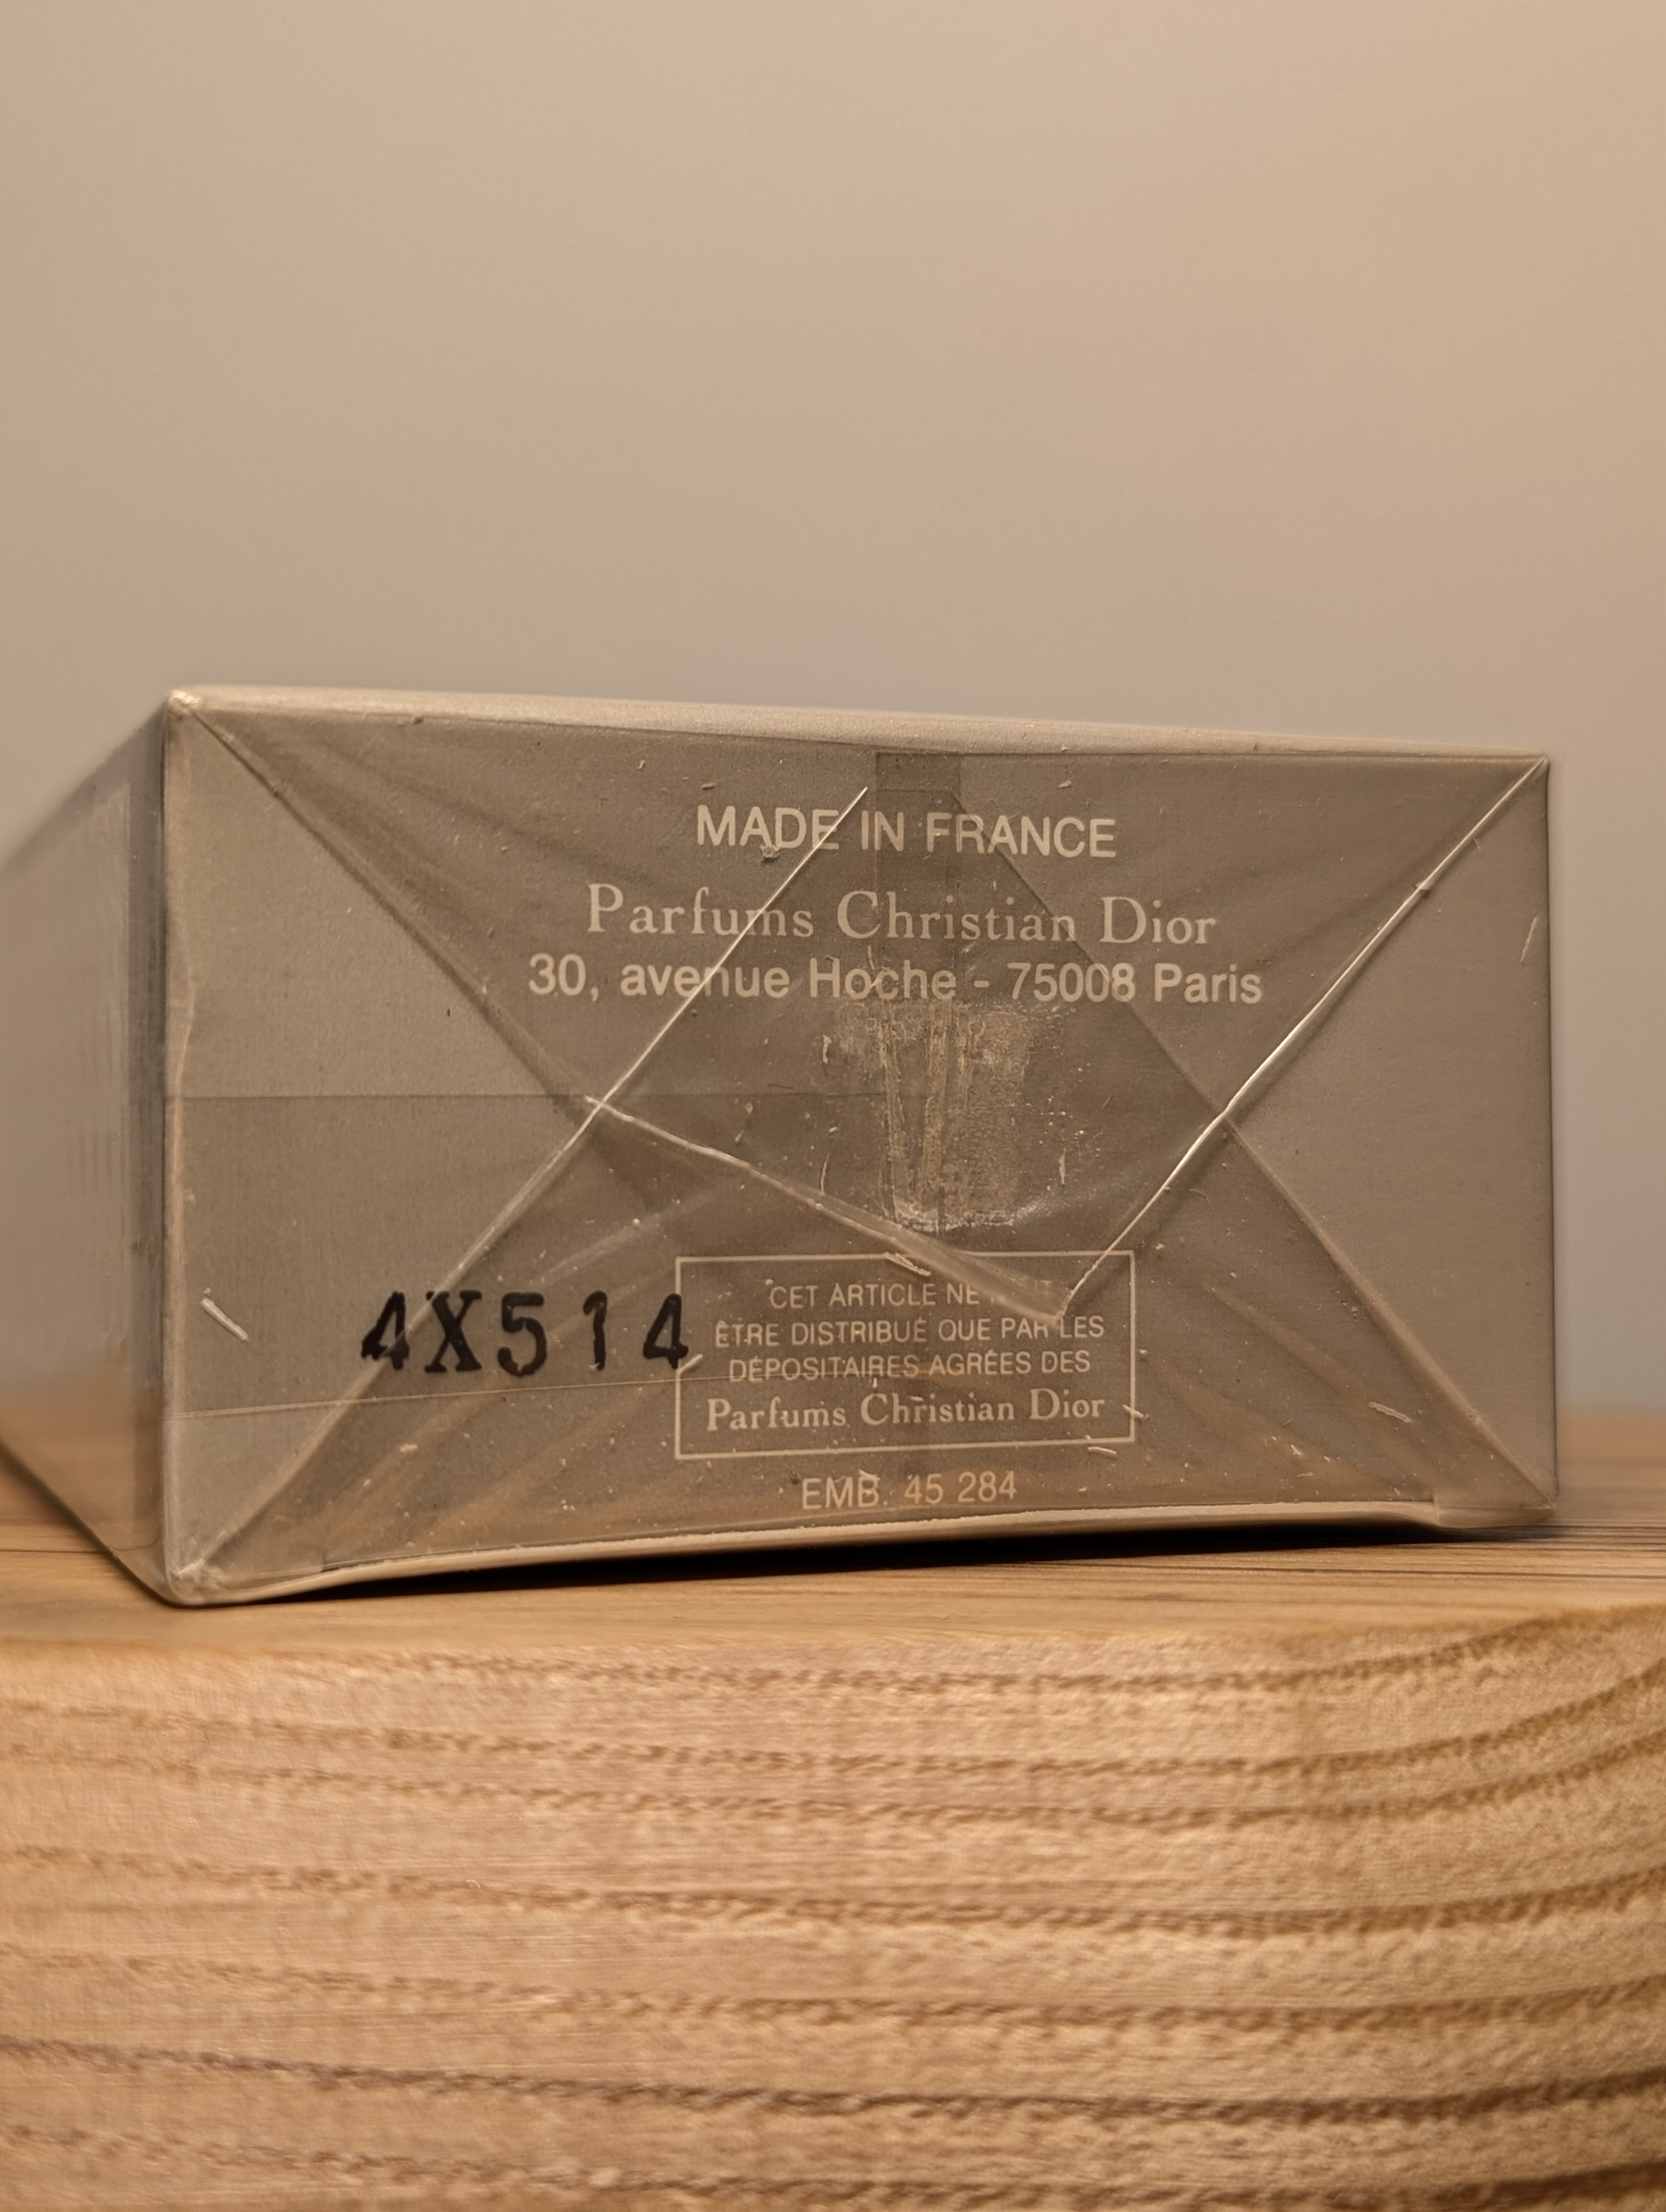 MADE IN FRANCE
Parfums Christian Dior
30, avenue Hoche - 75008 Paris
4X514
CET ARTICLE NE
ÊTRE DISTRIBUÉ QUE PAR LES
DÉPOSITAIRES AGRÉES DES
Parfums Christian Dior
EMB. 45 284